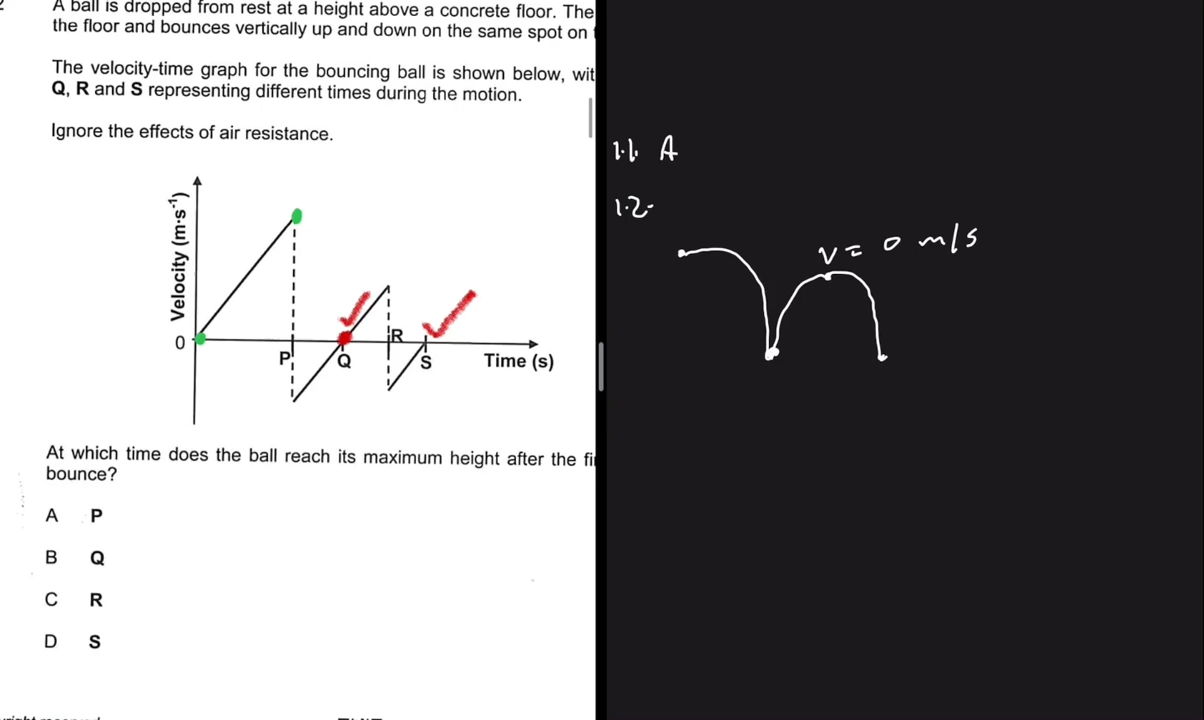 A ball is dropped from rest at a height above a concrete floor. The
the floor and bounces vertically up and down on the same spot on
The velocity-time graph for the bouncing ball is shown below, wit
Q, R and S representing different times during the motion.
Ignore the effects of air resistance.
Velocity (m·s⁻¹)
0
P
Q
R
S
Time (s)
At which time does the ball reach its maximum height after the fi
bounce?
A P
B Q
C R
D S
1.1. A
1.2.
v = 0 m/s